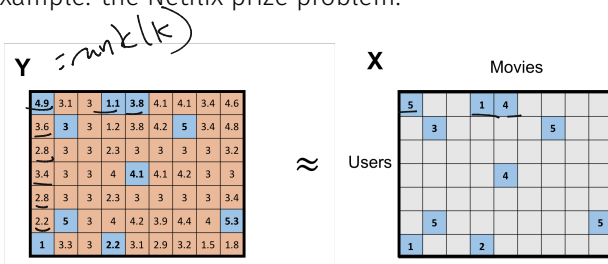 xample: the Netflix prize problem.
=rank(k)
Y
4.9 3.1 3 1.1 3.8 4.1 4.1 3.4 4.6
3.6 3 3 1.2 3.8 4.2 5 3.4 4.8
2.8 3 3 2.3 3 3 3 3 3.2
3.4 3 3 4 4.1 4.1 4.2 3 3
2.8 3 3 2.3 3 3 3 3 3.4
2.2 5 3 4 4.2 3.9 4.4 4 5.3
1 3.3 3 2.2 3.1 2.9 3.2 1.5 1.8
≈
X
Movies
Users
5 1 4
3 5
4
5 5
1 2